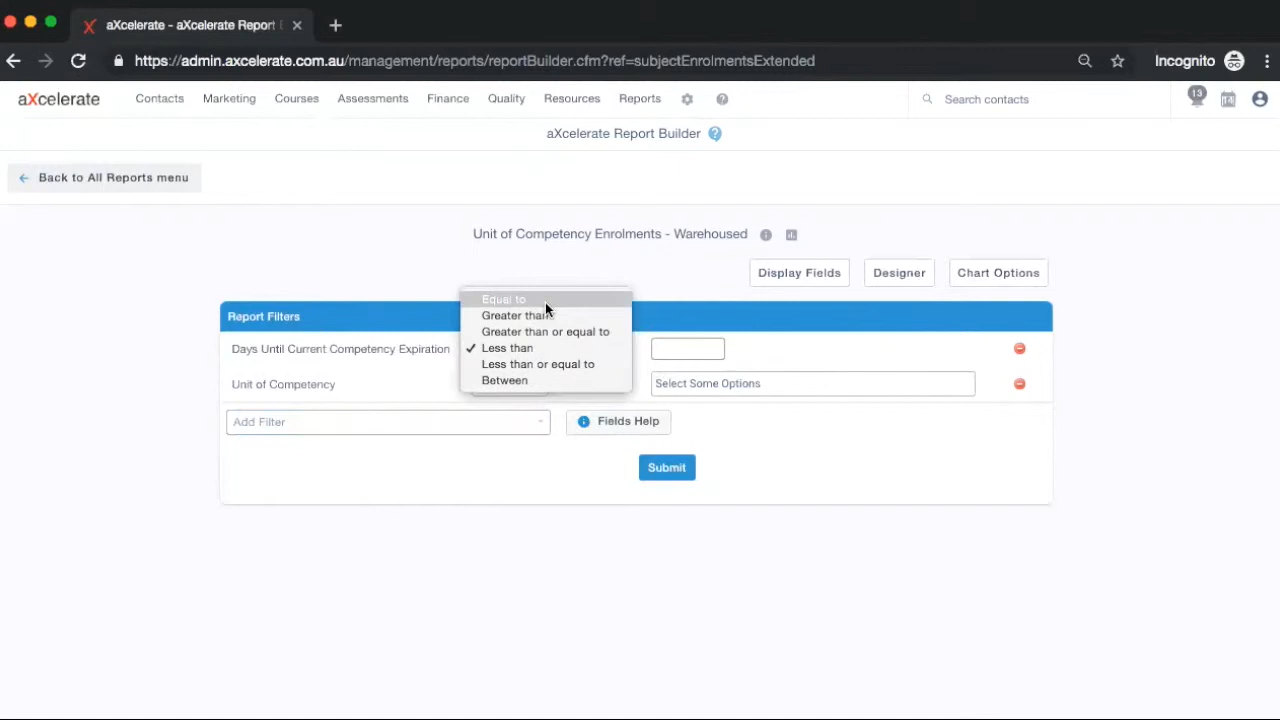 aXcelerate - aXcelerate Report
https://admin.axcelerate.com.au/management/reports/reportBuilder.cfm?ref=subjectEnrolmentsExtended
Incognito
aXcelerate
Contacts
Marketing
Courses
Assessments
Finance
Quality
Resources
Reports
Search contacts
13
14
aXcelerate Report Builder
Back to All Reports menu
Unit of Competency Enrolments - Warehoused
Display Fields
Designer
Chart Options
Report Filters
Equal to
Greater than
Greater than or equal to
Less than
Less than or equal to
Between
Days Until Current Competency Expiration
Unit of Competency
Select Some Options
Add Filter
Fields Help
Submit